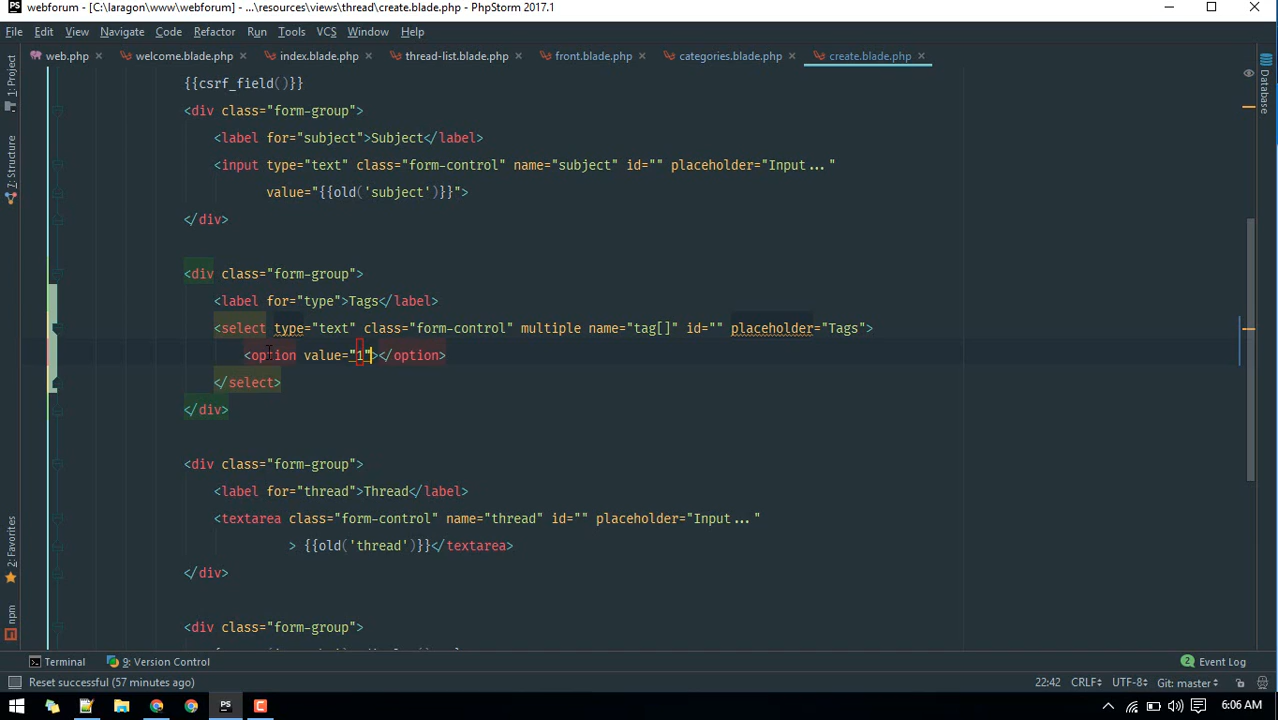 webforum - [C:\laragon\www\webforum] - ...\resources\views\thread\create.blade.php - PhpStorm 2017.1
File Edit View Navigate Code Refactor Run Tools VCS Window Help
web.php welcome.blade.php index.blade.php thread-list.blade.php front.blade.php categories.blade.php create.blade.php
1: Project
7: Structure
2: Favorites
npm
Database
{{csrf_field()}}
<div class="form-group">
<label for="subject">Subject</label>
<input type="text" class="form-control" name="subject" id="" placeholder="Input..."
value="{{old('subject')}}">
</div>
<div class="form-group">
<label for="type">Tags</label>
<select type="text" class="form-control" multiple name="tag[]" id="" placeholder="Tags">
<option value="1"></option>
</select>
</div>
<div class="form-group">
<label for="thread">Thread</label>
<textarea class="form-control" name="thread" id="" placeholder="Input..."
> {{old('thread')}}</textarea>
</div>
<div class="form-group">
Terminal 9: Version Control 2 Event Log
Reset successful (57 minutes ago) 22:42 CRLF UTF-8 Git: master
PS 6:06 AM